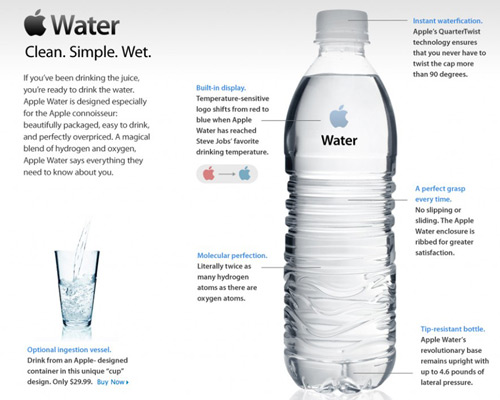 Water
Clean. Simple. Wet.
If you've been drinking the juice,
you're ready to drink the water.
Apple Water is designed especially
for the Apple connoisseur:
beautifully packaged, easy to drink,
and perfectly overpriced. A magical
blend of hydrogen and oxygen,
Apple Water says everything they
need to know about you.
Optional ingestion vessel.
Drink from an Apple- designed
container in this unique "cup"
design. Only $29.99. Buy Now
Built-in display.
Temperature-sensitive
logo shifts from red to
blue when Apple
Water has reached
Steve Jobs' favorite
drinking temperature.
Molecular perfection.
Literally twice as
many hydrogen
atoms as there are
oxygen atoms.
Water
Instant waterfication.
Apple's QuarterTwist
technology ensures
that you never have to
twist the cap more
than 90 degrees.
A perfect grasp
every time.
No slipping or
sliding. The Apple
Water enclosure is
ribbed for greater
satisfaction.
Tip-resistant bottle.
Apple Water's
revolutionary base
remains upright with
up to 4.6 pounds of
lateral pressure.